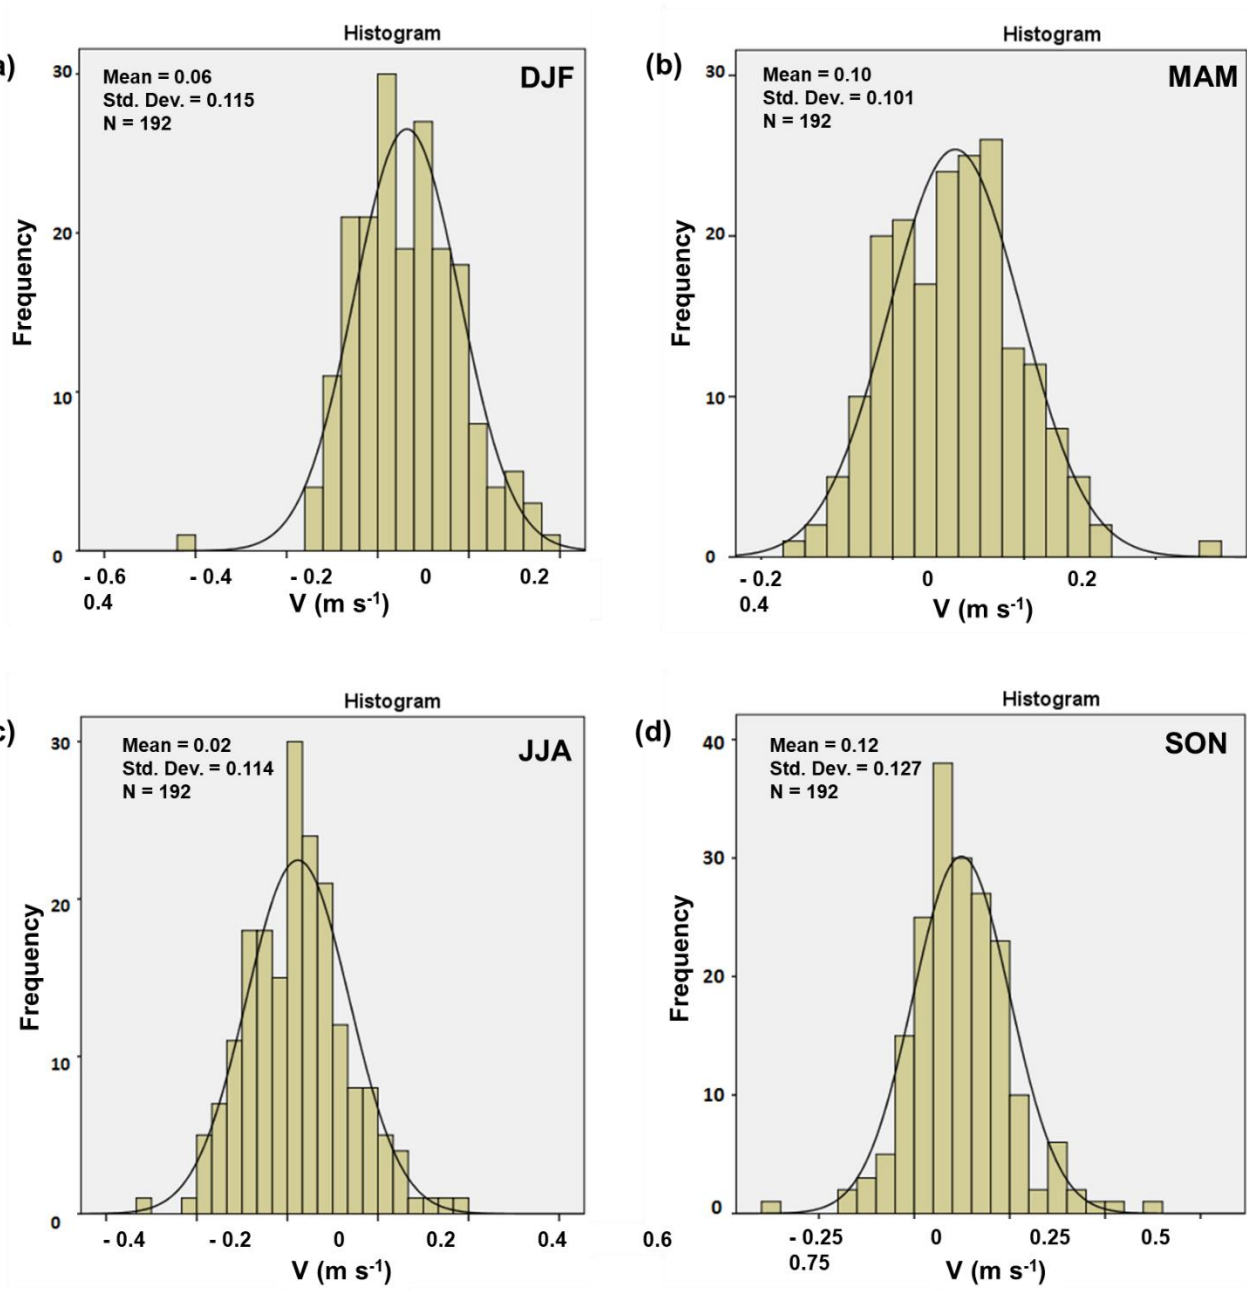 Histogram
a)
Mean = 0.06
Std. Dev. = 0.115
N = 192
DJF
30
20
10
0
Frequency
- 0.6 - 0.4 - 0.2 0 0.2
0.4
V (m s-1)
Histogram
(b)
Mean = 0.10
Std. Dev. = 0.101
N = 192
MAM
30
20
10
0
Frequency
- 0.2 0 0.2
0.4
V (m s-1)
Histogram
c)
Mean = 0.02
Std. Dev. = 0.114
N = 192
JJA
30
20
10
0
Frequency
- 0.4 - 0.2 0 0.2 0.4 0.6
V (m s-1)
Histogram
(d)
Mean = 0.12
Std. Dev. = 0.127
N = 192
SON
40
30
20
10
0
Frequency
- 0.25 0 0.25 0.5
0.75
V (m s-1)